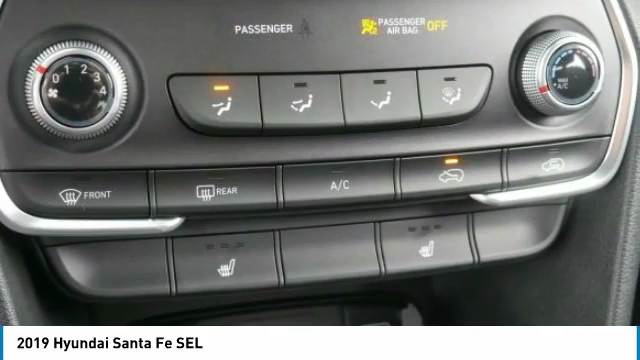 PASSENGER
PASSENGER
AIR BAG OFF
0 1 2 3 4
MAX
A/C
FRONT
REAR
A/C
2019 Hyundai Santa Fe SEL